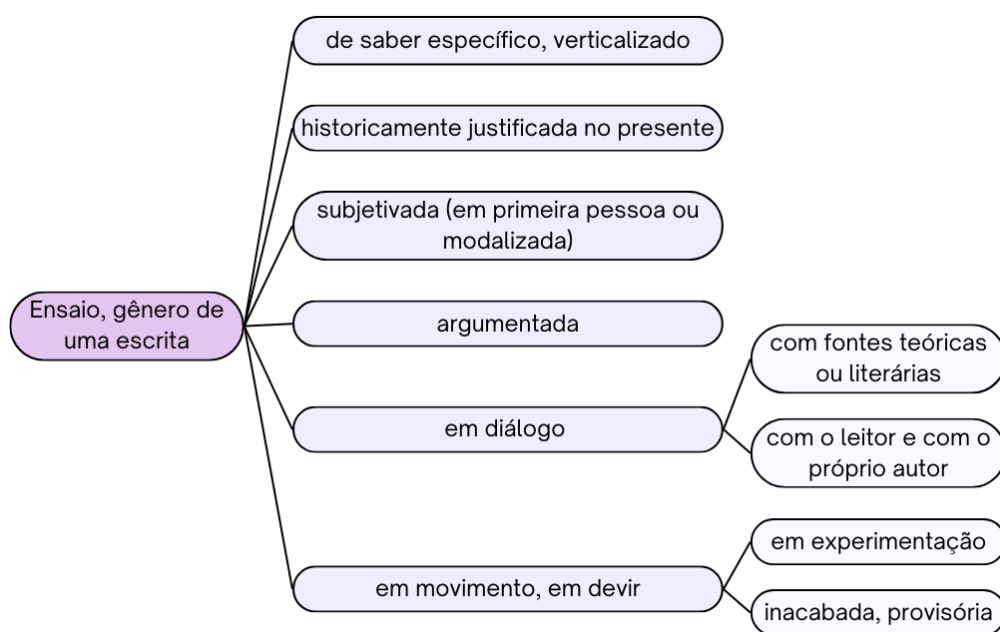 de saber específico, verticalizado
historicamente justificada no presente
subjetivada (em primeira pessoa ou
modalizada)
Ensaio, gênero de
uma escrita
argumentada
em diálogo
com fontes teóricas
ou literárias
com o leitor e com o
próprio autor
em movimento, em devir
em experimentação
inacabada, provisória